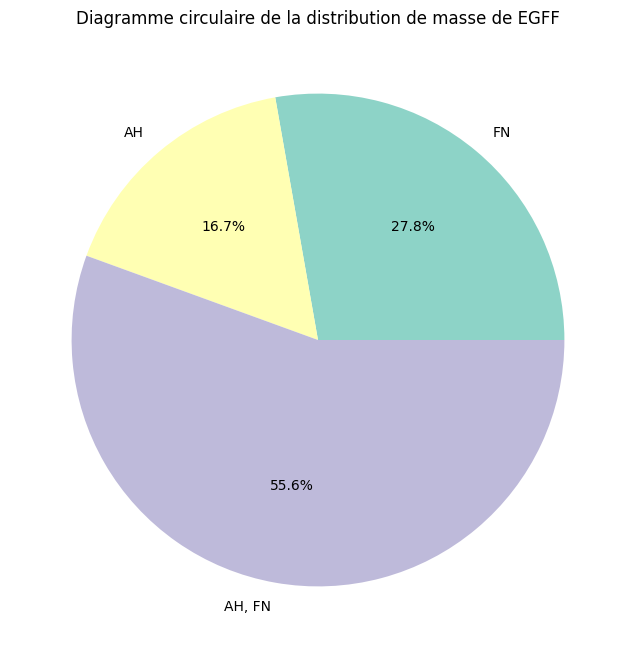 Diagramme circulaire de la distribution de masse de EGFF
AH
FN
16.7%
27.8%
55.6%
AH, FN